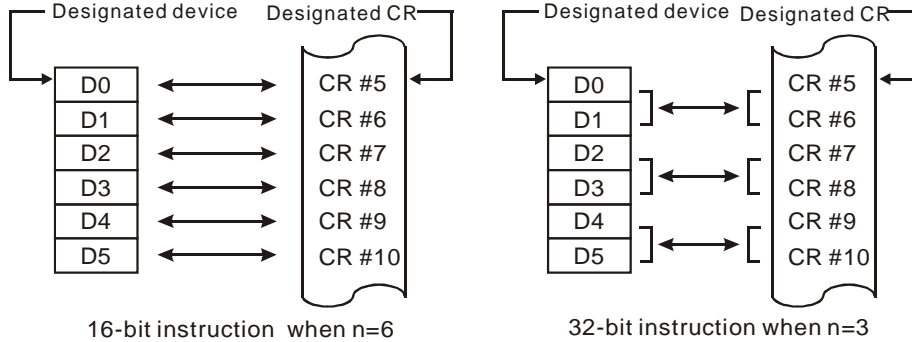 Designated device
Designated CR
D0
D1
D2
D3
D4
D5
CR #5
CR #6
CR #7
CR #8
CR #9
CR #10
16-bit instruction when n=6
Designated device
Designated CR
D0
D1
D2
D3
D4
D5
CR #5
CR #6
CR #7
CR #8
CR #9
CR #10
32-bit instruction when n=3